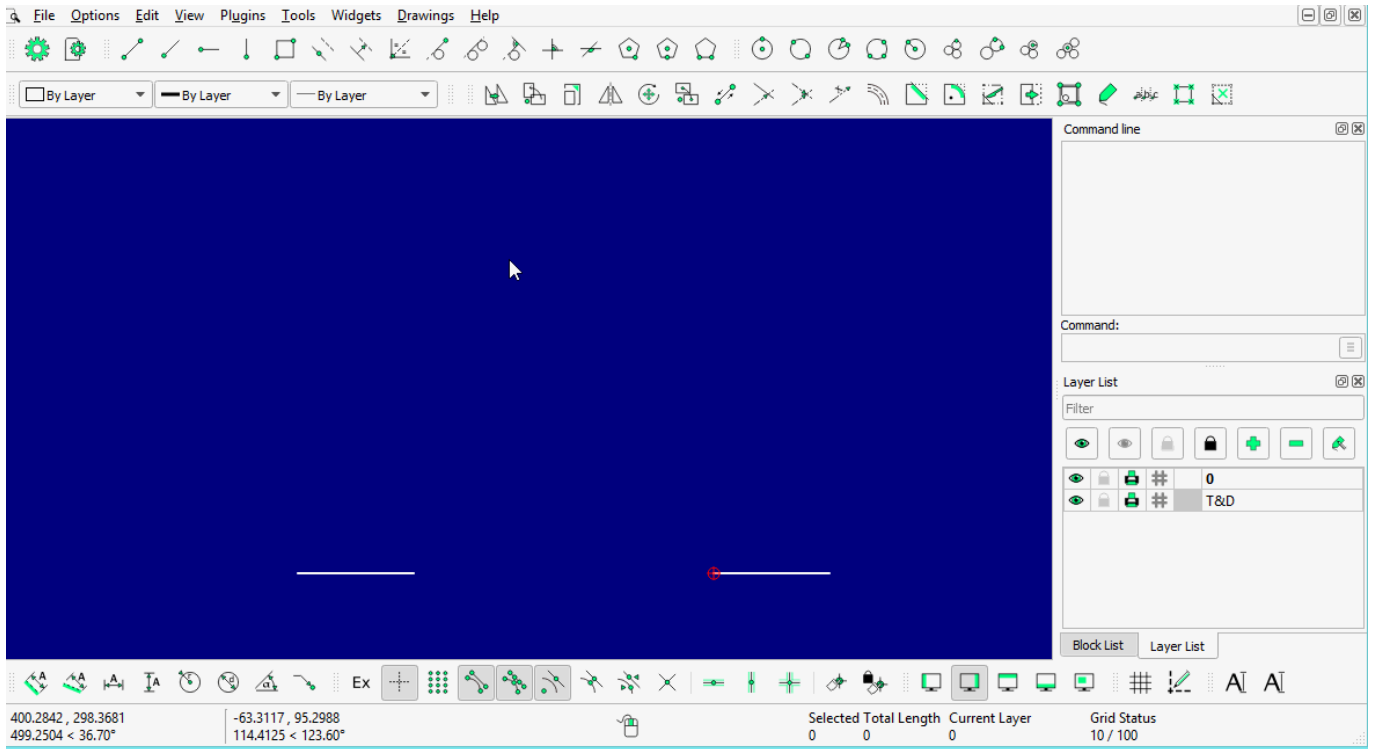 File Options Edit View Plugins Tools Widgets Drawings Help
By Layer By Layer By Layer
Command line
Command:
Layer List
Filter
0
T&D
Block List Layer List
Ex
400.2842 , 298.3681
499.2504 < 36.70°
-63.3117 , 95.2988
114.4125 < 123.60°
Selected Total Length Current Layer Grid Status
0 0 0 10 / 100